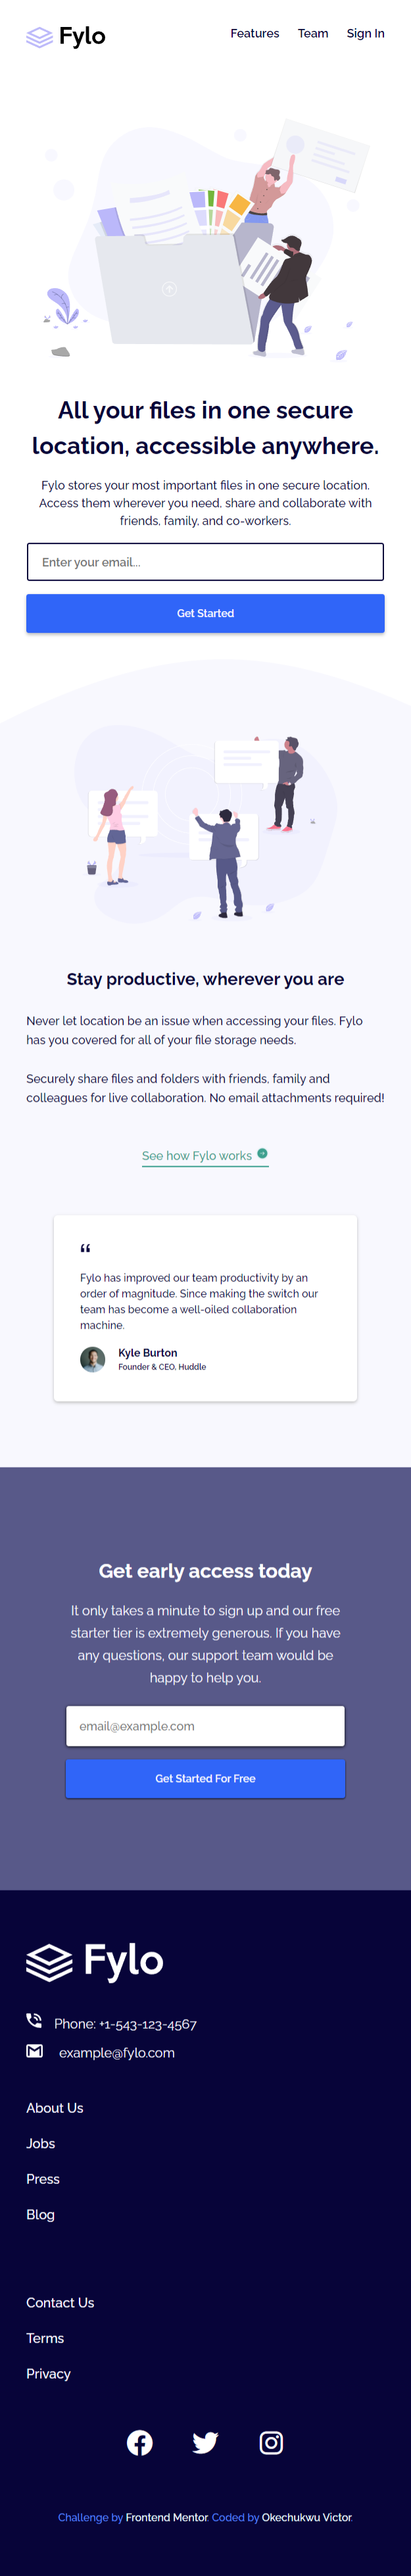 Fylo
Features Team Sign In
All your files in one secure
location, accessible anywhere.
Fylo stores your most important files in one secure location.
Access them wherever you need, share and collaborate with
friends, family, and co-workers.
Enter your email...
Get Started
Stay productive, wherever you are
Never let location be an issue when accessing your files. Fylo
has you covered for all of your file storage needs.
Securely share files and folders with friends, family and
colleagues for live collaboration. No email attachments required!
See how Fylo works
“
Fylo has improved our team productivity by an
order of magnitude. Since making the switch our
team has become a well-oiled collaboration
machine.
Kyle Burton
Founder & CEO, Huddle
Get early access today
It only takes a minute to sign up and our free
starter tier is extremely generous. If you have
any questions, our support team would be
happy to help you.
email@example.com
Get Started For Free
Fylo
Phone: +1-543-123-4567
example@fylo.com
About Us
Jobs
Press
Blog
Contact Us
Terms
Privacy
Challenge by Frontend Mentor. Coded by Okechukwu Victor.